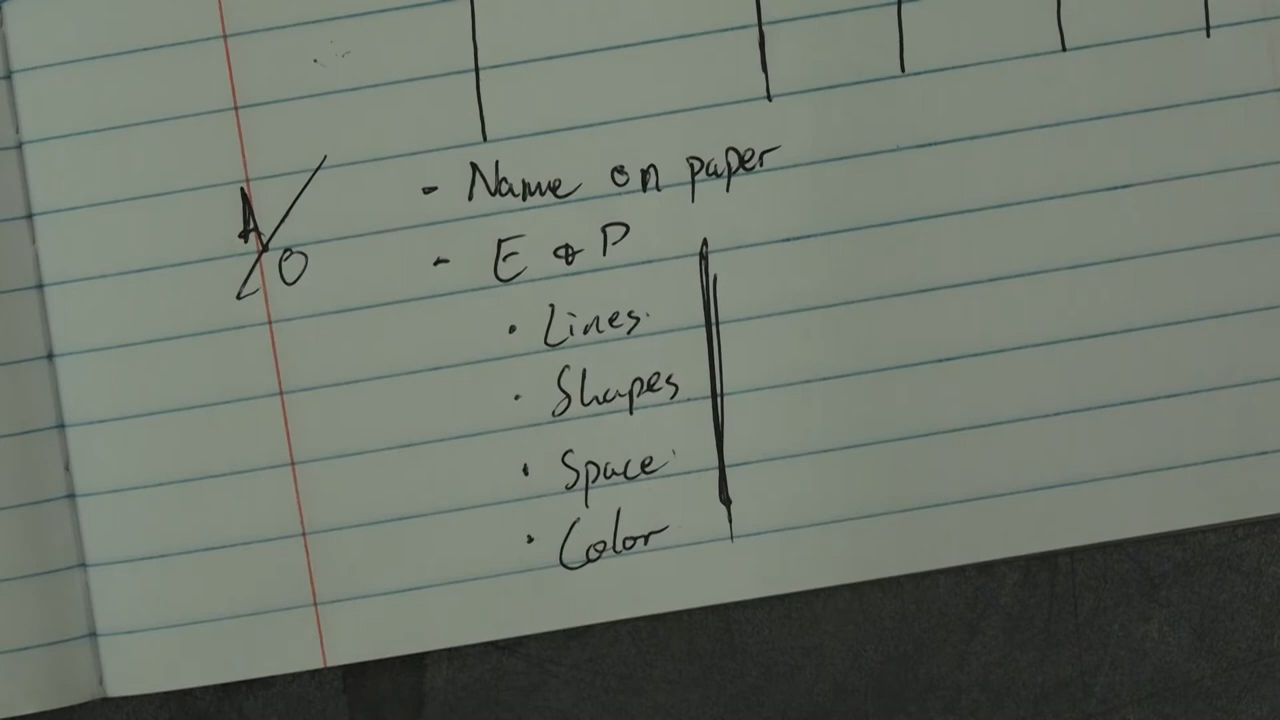 A/O
- Name on paper
- E & P
· Lines
· Shapes
· Space
· Color